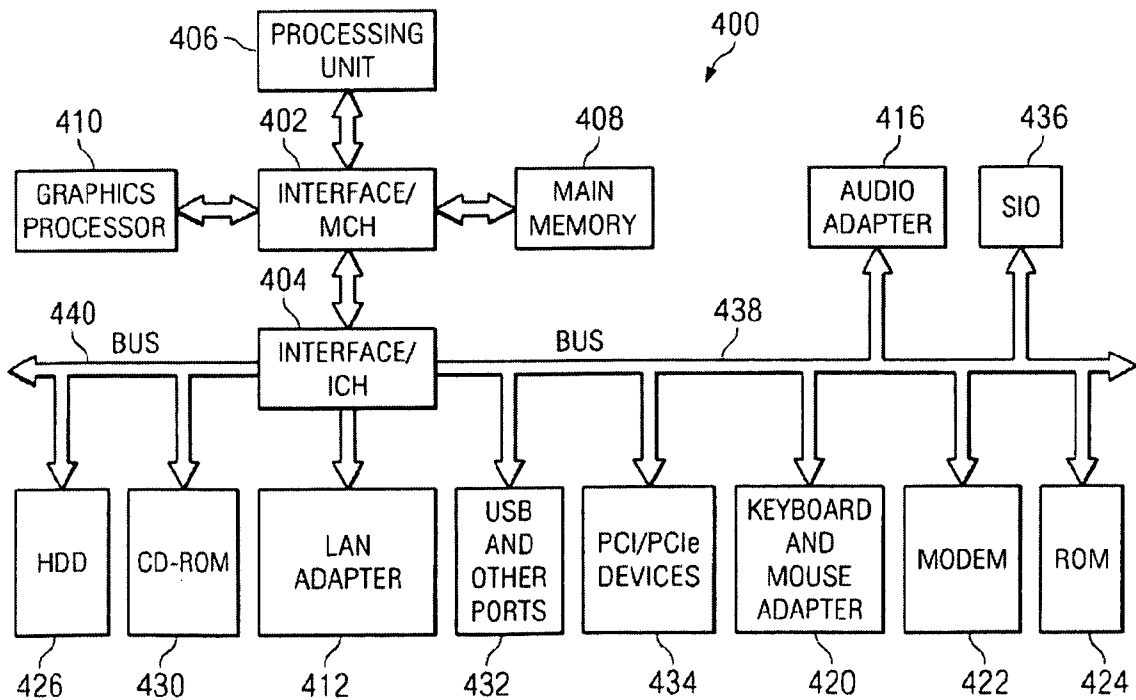 406
PROCESSING
UNIT
400
410
402
408
416
436
GRAPHICS
PROCESSOR
INTERFACE/
MCH
MAIN
MEMORY
AUDIO
ADAPTER
SIO
404
440
BUS
INTERFACE/
ICH
BUS
438
HDD
CD-ROM
LAN
ADAPTER
USB
AND
OTHER
PORTS
PCI/PCIe
DEVICES
KEYBOARD
AND
MOUSE
ADAPTER
MODEM
ROM
426
430
412
432
434
420
422
424